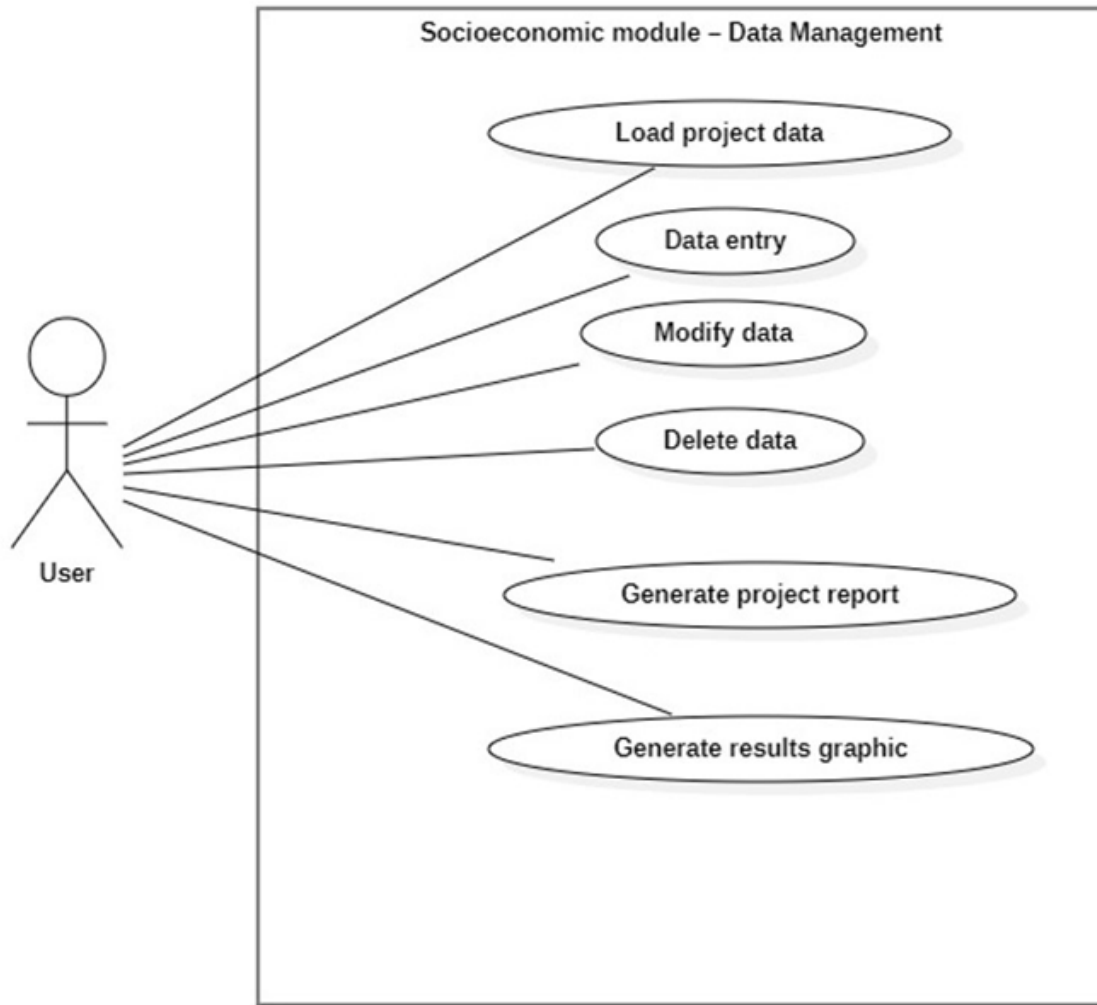 Socioeconomic module – Data Management
Load project data
Data entry
Modify data
Delete data
User
Generate project report
Generate results graphic